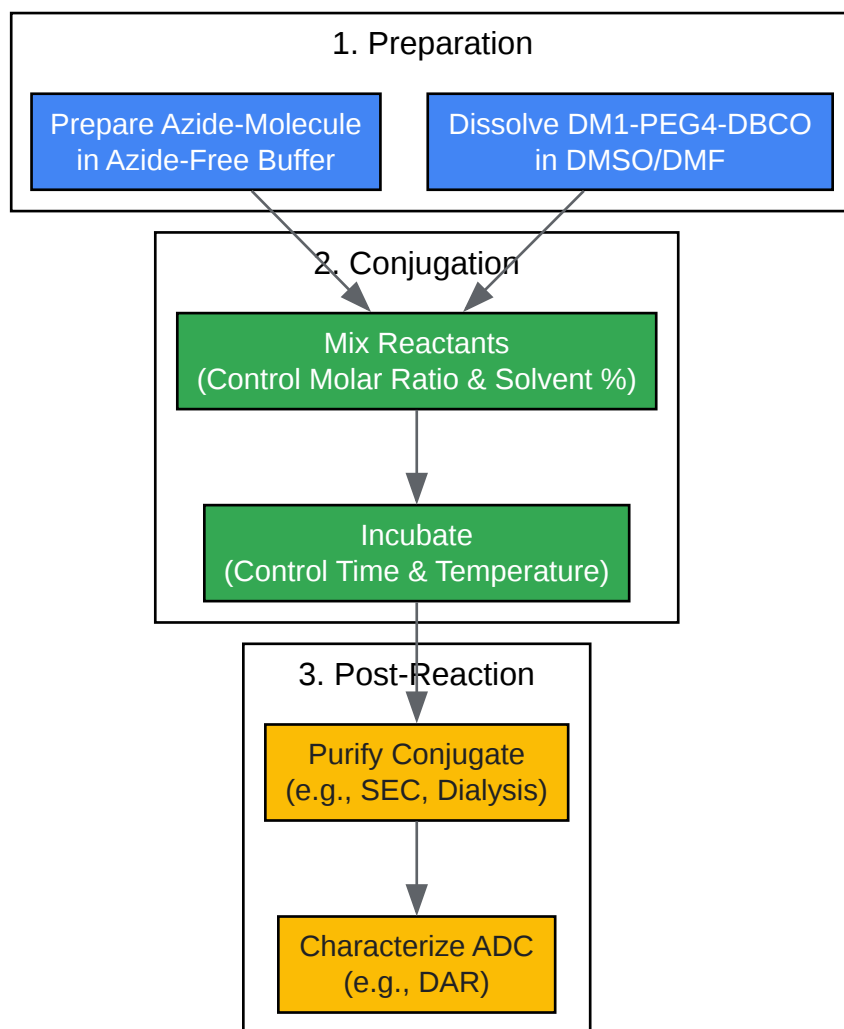 1. Preparation
Prepare Azide-Molecule
in Azide-Free Buffer
Dissolve DM1-PEG4-DBCO
in DMSO/DMF
2. Conjugation
Mix Reactants
(Control Molar Ratio & Solvent %)
Incubate
(Control Time & Temperature)
3. Post-Reaction
Purify Conjugate
(e.g., SEC, Dialysis)
Characterize ADC
(e.g., DAR)